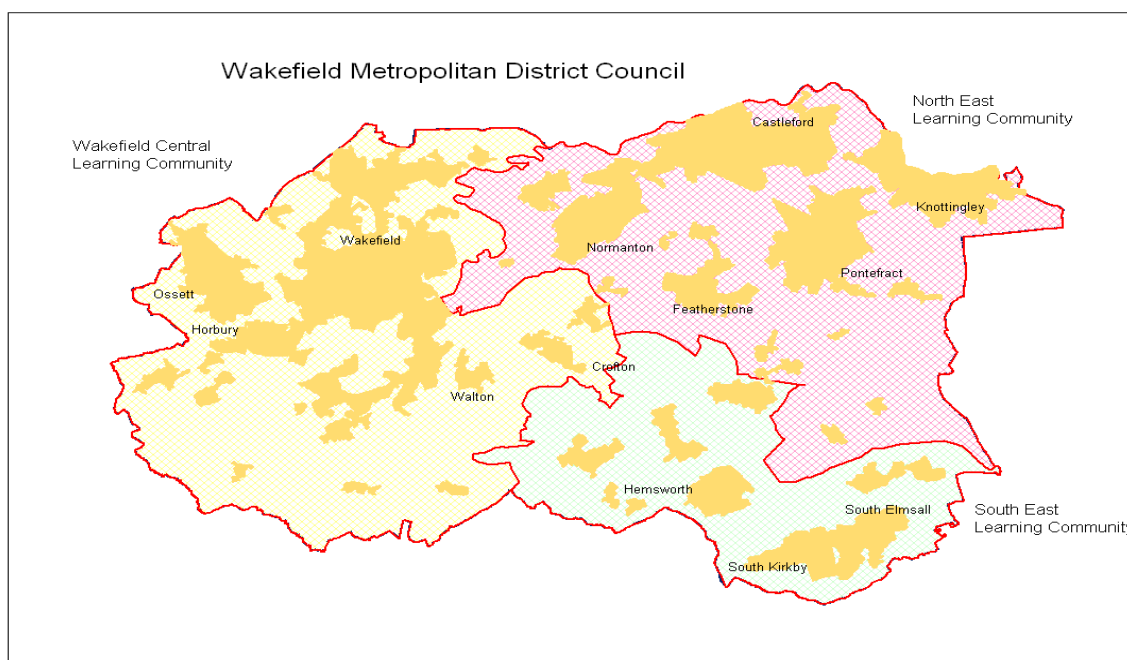 Wakefield Metropolitan District Council
North East
Learning Community
Wakefield Central
Learning Community
Castleford
Knottingley
Wakefield
Normanton
Pontefract
Ossett
Featherstone
Horbury
Crofton
Walton
Hemsworth
South Elmsall
South East
Learning Community
South Kirkby